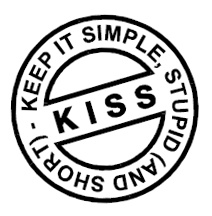 KEEP IT SIMPLE, STUPID (AND SHORT) -
KISS